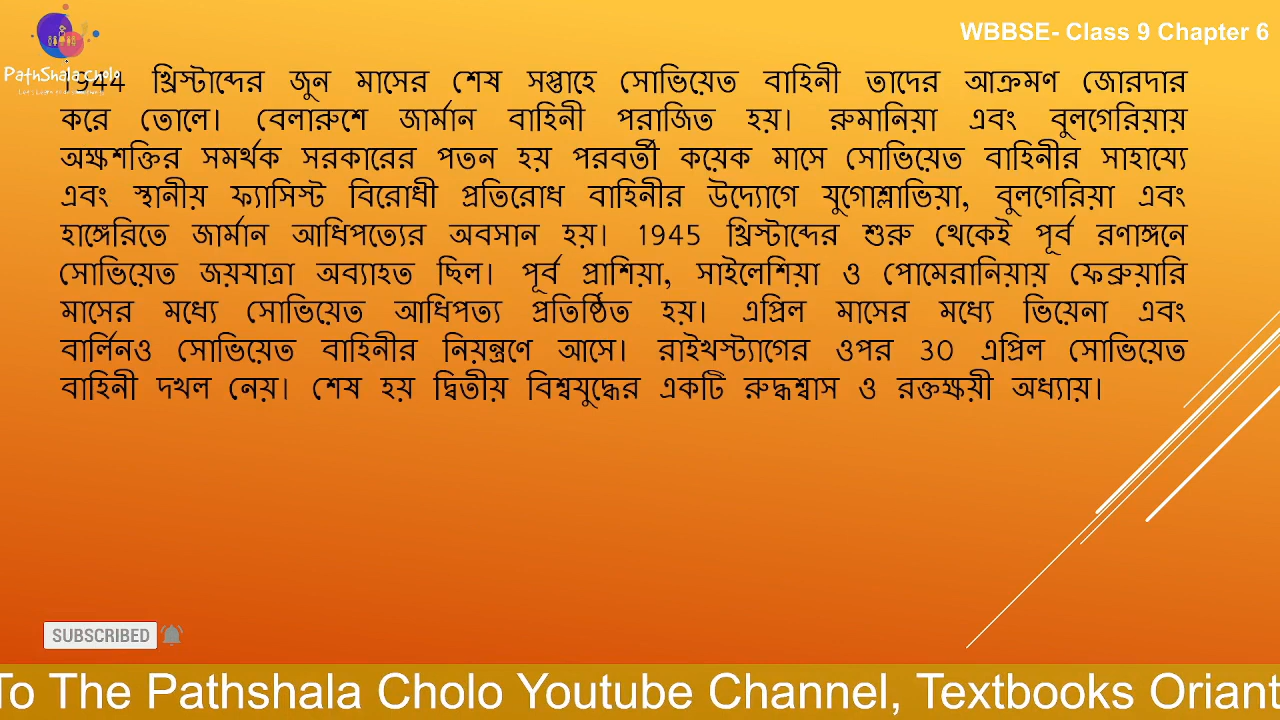 WBBSE- Class 9 Chapter 6
PathShala Cholo
1944 খ্রিস্টাব্দের জুন মাসের শেষ সপ্তাহে সোভিয়েত বাহিনী তাদের আক্রমণ জোরদার
করে তোলে। বেলারুশে জার্মান বাহিনী পরাজিত হয়। রুমানিয়া এবং বুলগেরিয়ায়
অক্ষশক্তির সমর্থক সরকারের পতন হয় পরবর্তী কয়েক মাসে সোভিয়েত বাহিনীর সাহায্যে
এবং স্থানীয় ফ্যাসিস্ট বিরোধী প্রতিরোধ বাহিনীর উদ্যোগে যুগোশ্লাভিয়া, বুলগেরিয়া এবং
হাঙ্গেরিতে জার্মান আধিপত্যের অবসান হয়। 1945 খ্রিস্টাব্দের শুরু থেকেই পূর্ব রণাঙ্গনে
সোভিয়েত জয়যাত্রা অব্যাহত ছিল। পূর্ব প্রাশিয়া, সাইলেশিয়া ও পোমেরানিয়ায় ফেব্রুয়ারি
মাসের মধ্যে সোভিয়েত আধিপত্য প্রতিষ্ঠিত হয়। এপ্রিল মাসের মধ্যে ভিয়েনা এবং
বার্লিনও সোভিয়েত বাহিনীর নিয়ন্ত্রণে আসে। রাইখস্ট্যাগের ওপর 30 এপ্রিল সোভিয়েত
বাহিনী দখল নেয়। শেষ হয় দ্বিতীয় বিশ্বযুদ্ধের একটি রুদ্ধশ্বাস ও রক্তক্ষয়ী অধ্যায়।
SUBSCRIBED
To The Pathshala Cholo Youtube Channel, Textbooks Oriant